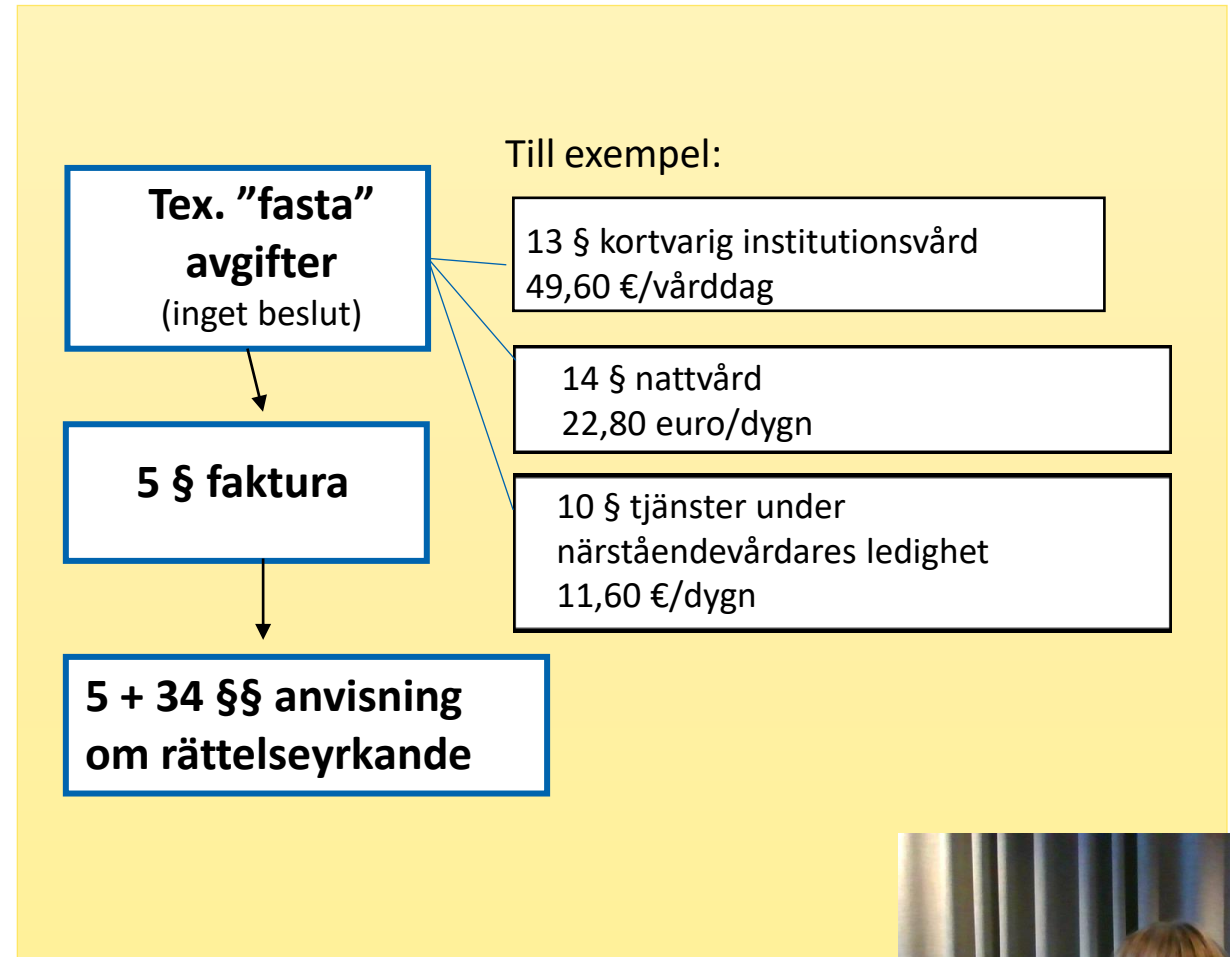 Tex. ”fasta”
avgifter
(inget beslut)
5 § faktura
5 + 34 §§ anvisning
om rättelseyrkande
Till exempel:
13 § kortvarig institutionsvård
49,60 €/vårddag
14 § nattvård
22,80 euro/dygn
10 § tjänster under
närståendevårdares ledighet
11,60 €/dygn